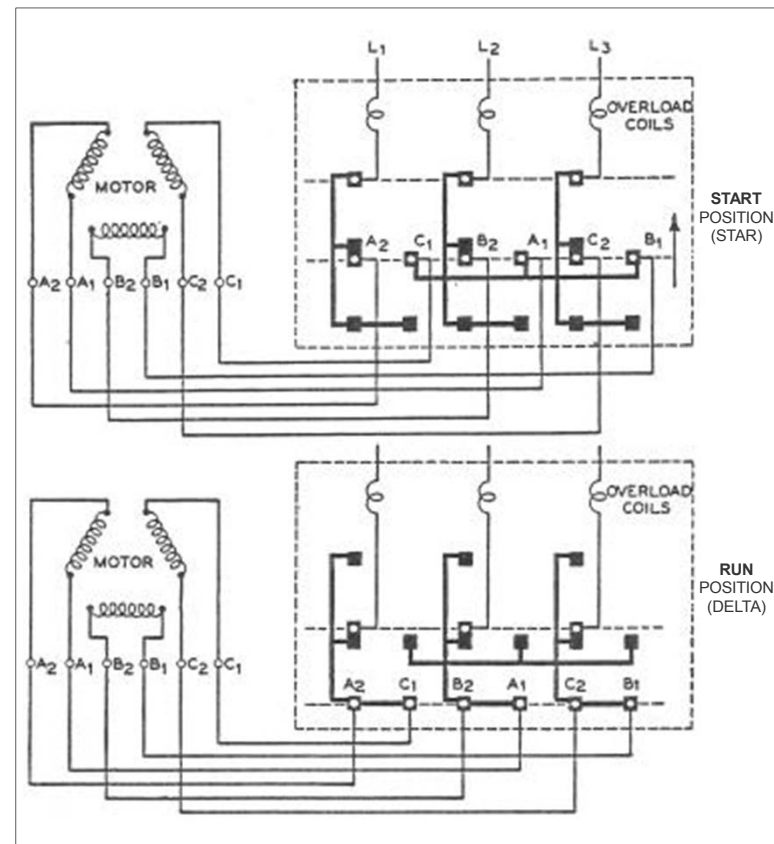 L1 L2 L3
OVERLOAD
COILS
MOTOR
START
POSITION
(STAR)
A2 C1 B2 A1 C2 B1
A2 A1 B2 B1 C2 C1
OVERLOAD
COILS
MOTOR
RUN
POSITION
(DELTA)
A2 A1 B2 B1 C2 C1
A2 C1 B2 A1 C2 B1